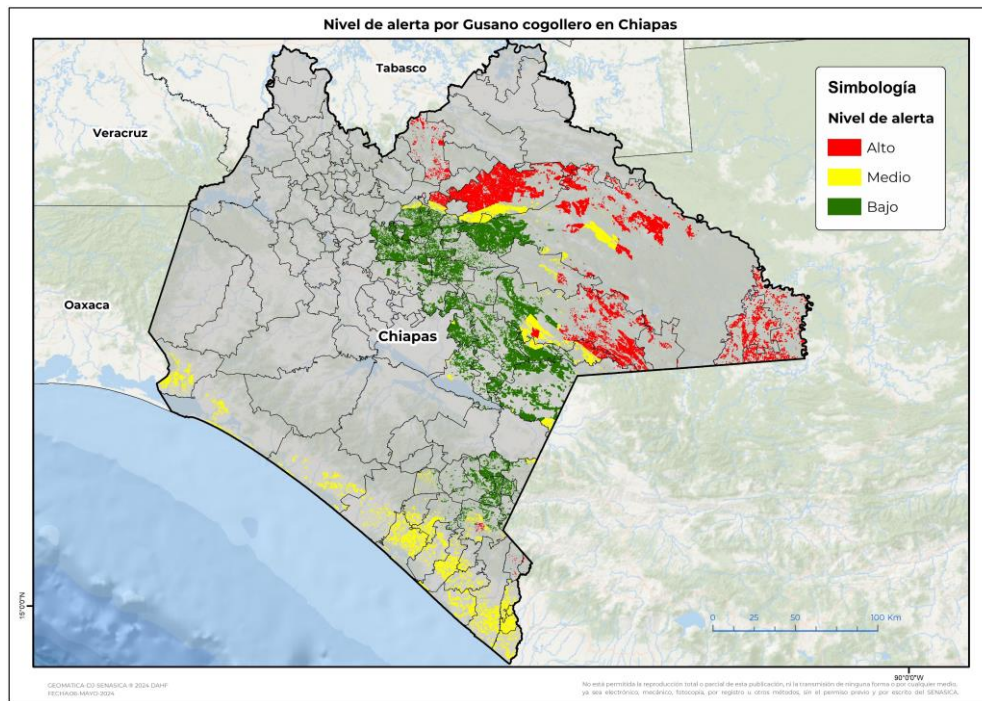 Nivel de alerta por Gusano cogollero en Chiapas
Tabasco
Veracruz
Simbología
Nivel de alerta
Alto
Medio
Bajo
Oaxaca
Chiapas
15°0'0"N
0 25 50 100 Km
90°0'0"W
GEOMÁTICA-DJ SENASICA ® 2024 DAHF
FECHA:06-MAYO-2024
No está permitida la reproducción total o parcial de esta publicación, ni la transmisión de ninguna forma o por cualquier medio,
ya sea electrónico, mecánico, fotocopia, por registro u otros métodos, sin el permiso previo y por escrito del SENASICA.